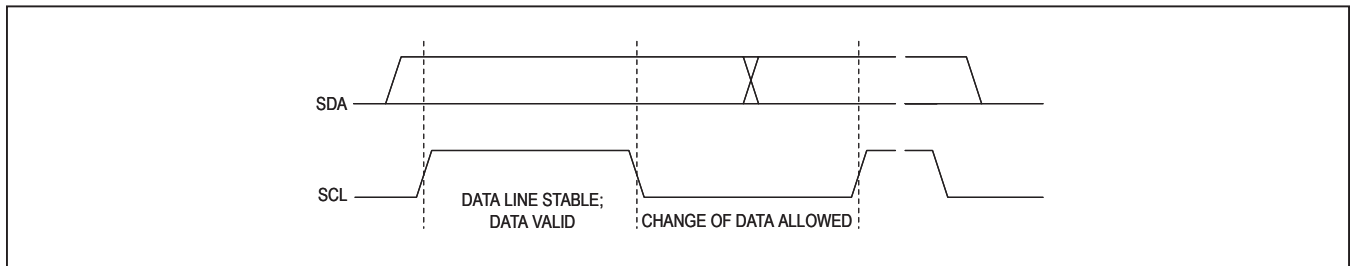 SDA
SCL
DATA LINE STABLE;
DATA VALID
CHANGE OF DATA ALLOWED